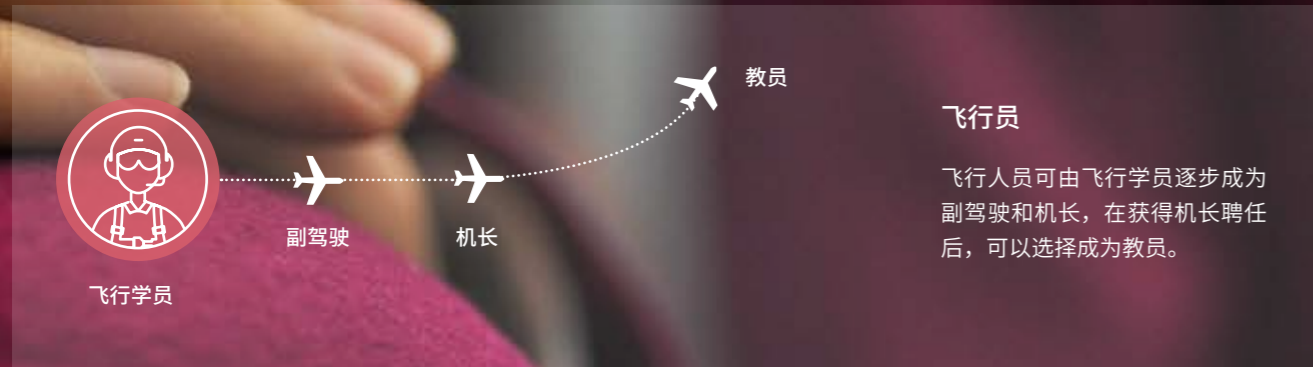 教员
飞行员
飞行人员可由飞行学员逐步成为
副驾驶和机长，在获得机长聘任
后，可以选择成为教员。
副驾驶
机长
飞行学员